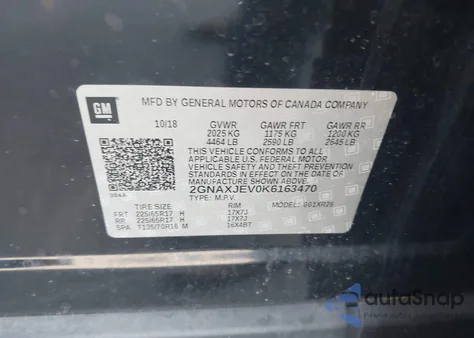 GM
MFD BY GENERAL MOTORS OF CANADA COMPANY
10/18 GVWR GAWR FRT GAWR RR
2025 KG 1175 KG 1200 KG
4464 LB 2590 LB 2645 LB
THIS VEHICLE CONFORMS TO ALL APPLICABLE
U.S. FEDERAL MOTOR VEHICLE SAFETY AND
THEFT PREVENTION STANDARDS IN EFFECT ON
THE DATE OF MANUFACTURE SHOWN ABOVE.
2GNAXJEV0K6163470
TYPE: M.P.V. MODEL:
TIRE SIZE RIM
FRT 225/65R17 H 17X7J
RR 225/65R17 H 17X7J
SPA T135/70R16 M 16X4BT
autoSnap